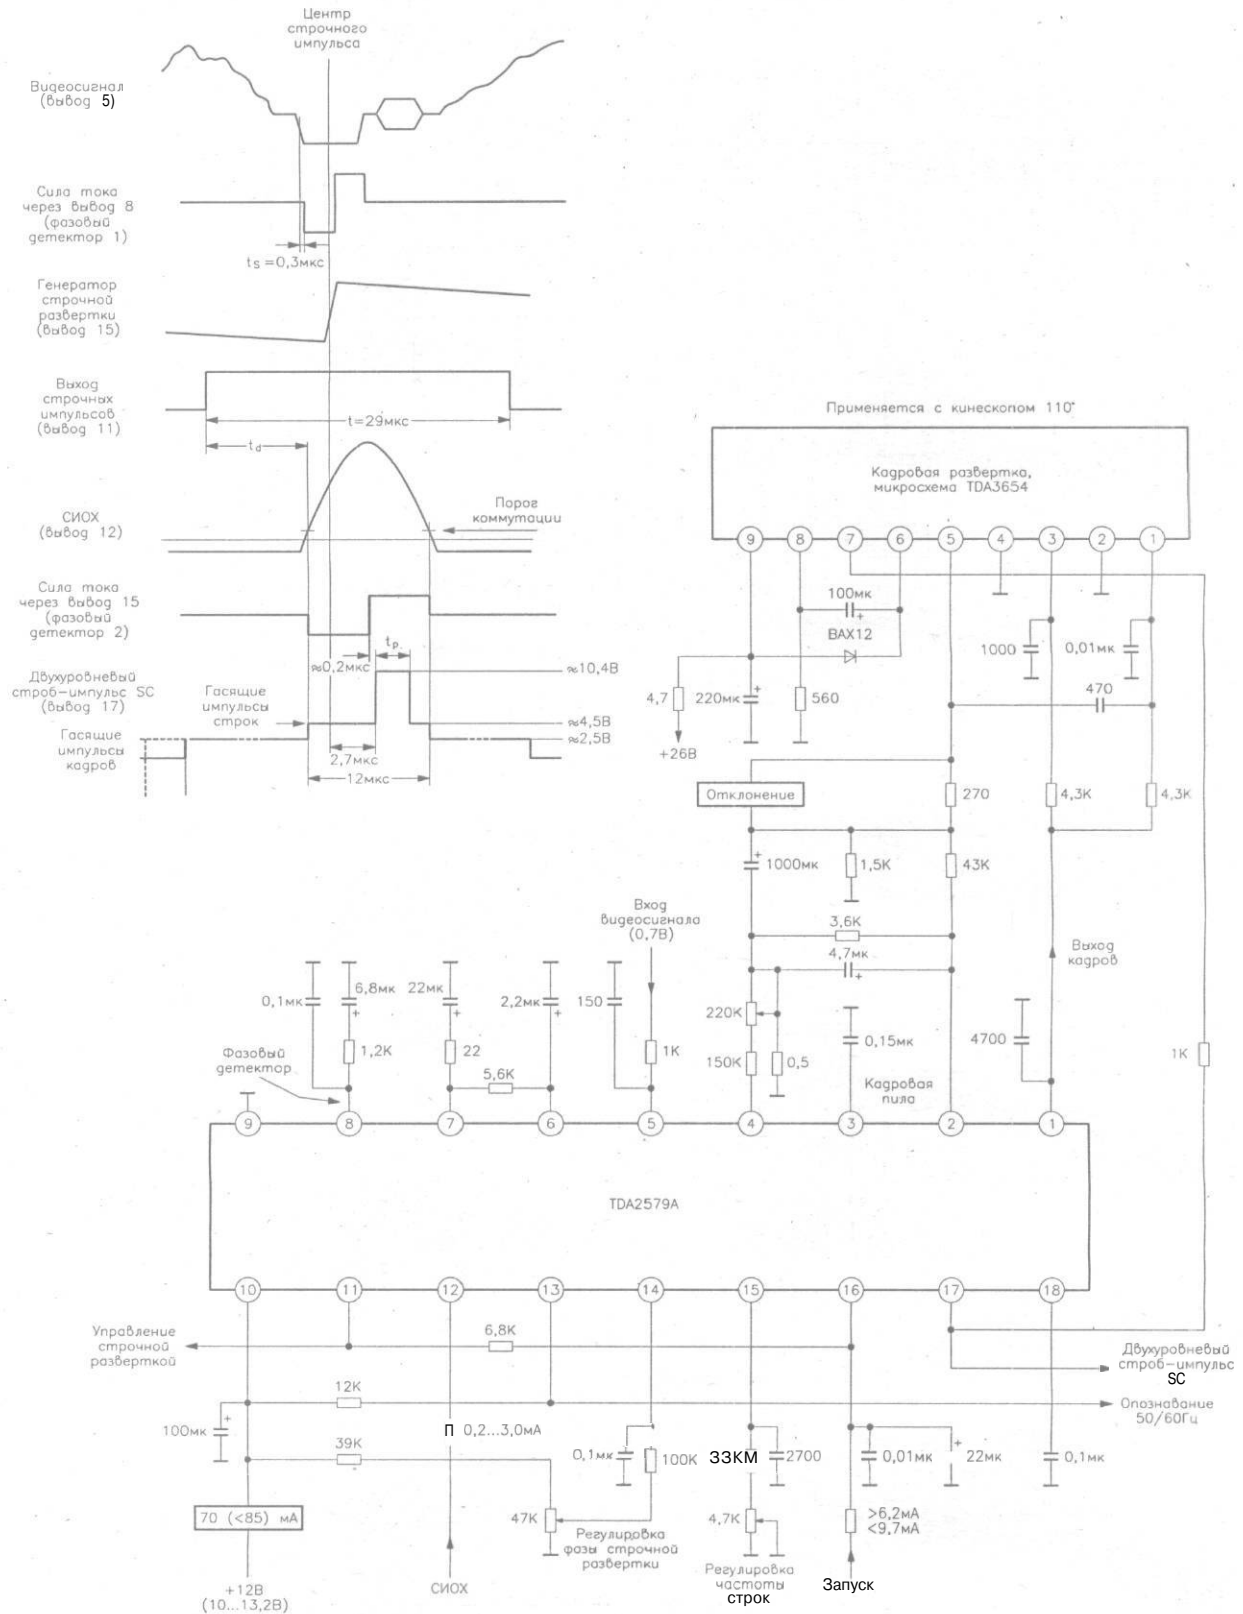 Центр
строчного
импульса
Видеосигнал
(вывод 5)
Сила тока
через вывод 8
(фазовый
детектор 1)
ts=0,3мкс
Генератор
строчной
развертки
(вывод 15)
Выход
строчных
импульсов
(вывод 11)
t=29мкс
td
СИОХ
(вывод 12)
Порог
коммутации
Сила тока
через вывод 15
(фазовый
детектор 2)
tp
≈0,2мкс
≈10,4В
Двухуровневый
строб-импульс SC
(вывод 17)
Гасящие
импульсы
строк
≈4,5В
≈2,5В
Гасящие
импульсы
кадров
2,7мкс
12мкс
Применяется с кинескопом 110°
Кадровая развертка,
микросхема TDA3654
9 8 7 6 5 4 3 2 1
100мк
BAX12
1000
0,01мк
4,7
220мк
560
470
+26В
Отклонение
270
4,3К
4,3К
1000мк
1,5К
43К
Вход
видеосигнала
(0,7В)
3,6К
4,7мк
Выход
кадров
0,1мк
6,8мк
22мк
2,2мк
150
220К
0,15мк
4700
1К
Фазовый
детектор
1,2К
22
5,6К
1К
150К
0,5
Кадровая
пила
9 8 7 6 5 4 3 2 1
TDA2579A
10 11 12 13 14 15 16 17 18
Управление
строчной
разверткой
6,8К
Двухуровневый
строб-импульс
SC
12К
Опознавание
50/60Гц
100мк
П 0,2...3,0мА
39К
0,1мк
100К
33КМ
2700
0,01мк
22мк
0,1мк
70 (<85) мА
47К
Регулировка
фазы строчной
развертки
4,7К
>6,2мА
<9,7мА
+12В
(10...13,2В)
СИОХ
Регулировка
частоты
строк
Запуск